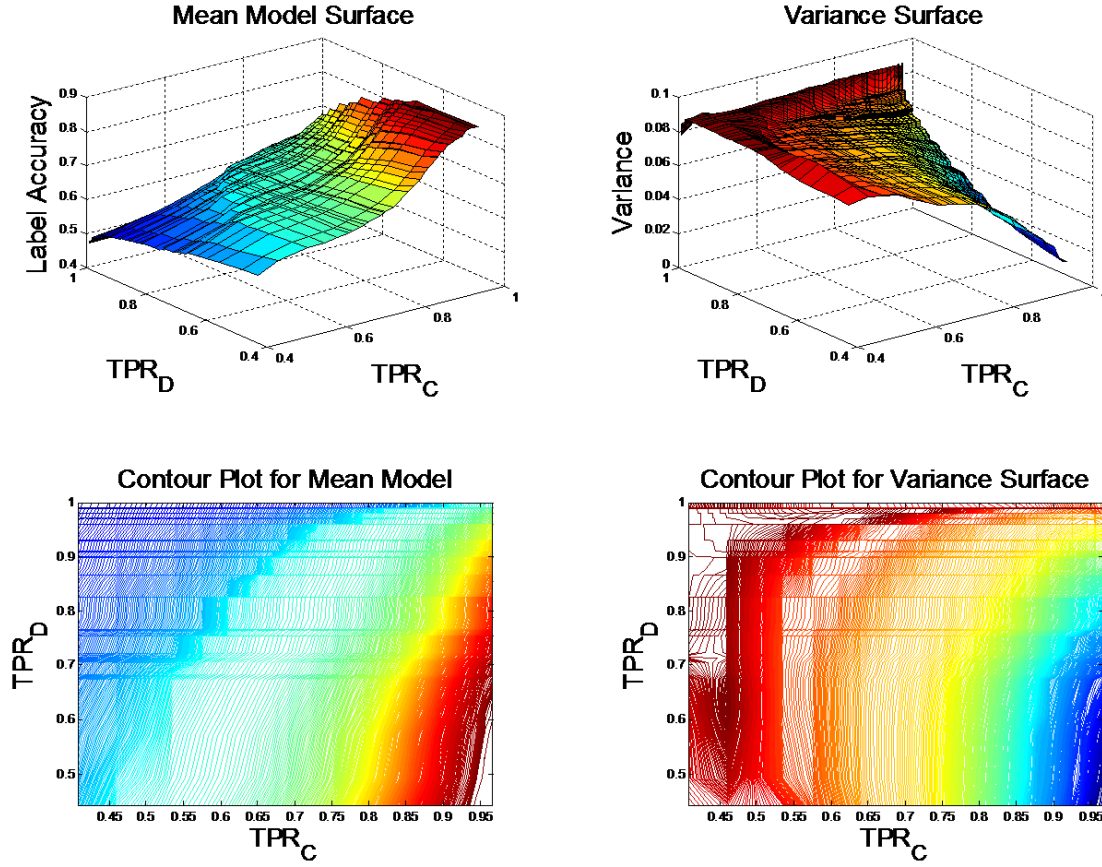 Mean Model Surface
Variance Surface
Label Accuracy
0.9
0.8
0.7
0.6
0.5
0.4
1
0.8
0.6
0.4
0.4
0.6
0.8
1
TPR_D
TPR_C
Variance
0.1
0.08
0.06
0.04
0.02
0
1
0.8
0.6
0.4
0.4
0.6
0.8
1
TPR_D
TPR_C
Contour Plot for Mean Model
TPR_D
1
0.9
0.8
0.7
0.6
0.5
0.45 0.5 0.55 0.6 0.65 0.7 0.75 0.8 0.85 0.9 0.95
TPR_C
Contour Plot for Variance Surface
TPR_D
1
0.9
0.8
0.7
0.6
0.5
0.45 0.5 0.55 0.6 0.65 0.7 0.75 0.8 0.85 0.9 0.95
TPR_C